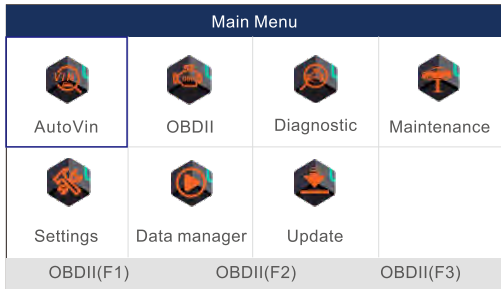 Main Menu
AutoVin OBDII Diagnostic Maintenance
Settings Data manager Update
OBDII(F1) OBDII(F2) OBDII(F3)